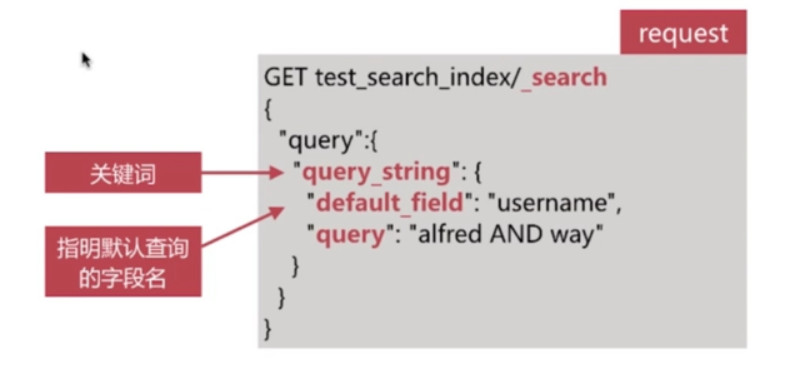 request
GET test_search_index/_search
{
"query":{
关键词
"query_string": {
"default_field": "username",
指明默认查询
的字段名
"query": "alfred AND way"
}
}
}